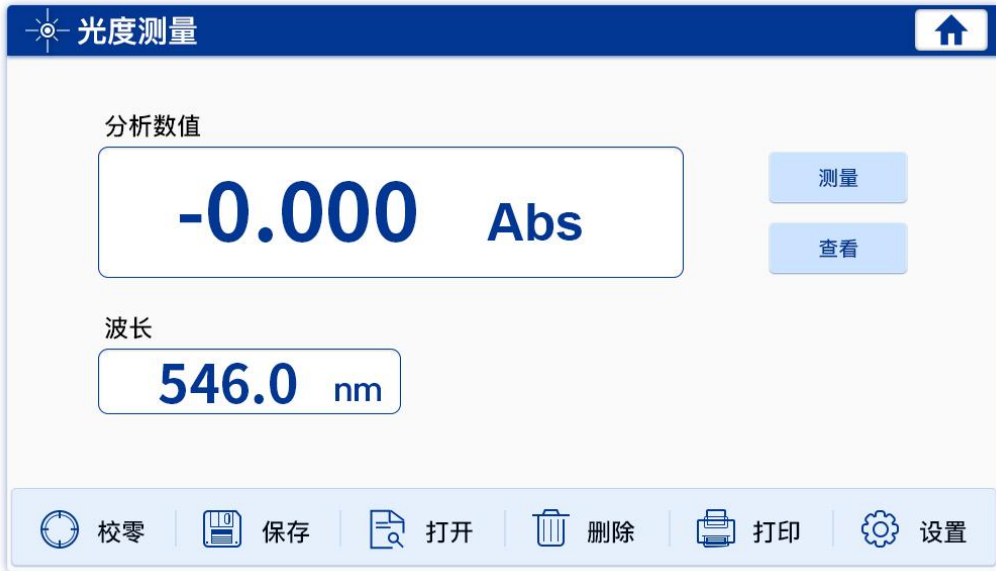 光度测量
分析数值
-0.000 Abs
测量
查看
波长
546.0 nm
校零 保存 打开 删除 打印 设置